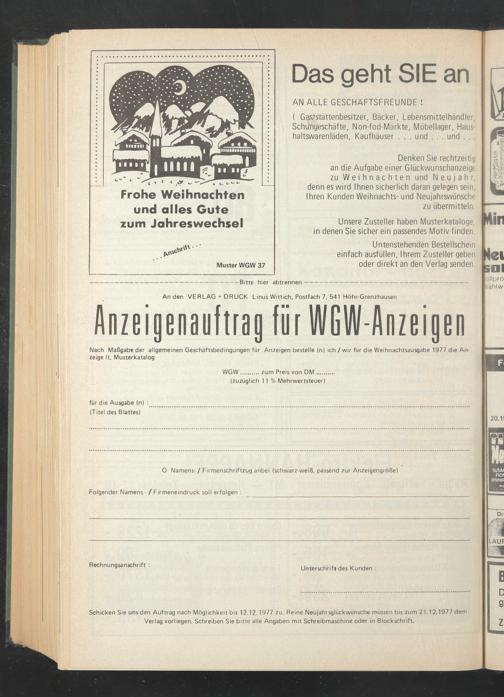 Frohe Weihnachten
und alles Gute
zum Jahreswechsel
. . . Anschrift . . .
Muster WGW 37
Das geht SIE an
AN ALLE GESCHÄFTSFREUNDE !
( Gaststättenbesitzer, Bäcker, Lebensmittelhändler,
Schuhgeschäfte, Non-fod-Märkte, Möbellager, Haus-
haltswarenläden, Kaufhäuser . . . und . . . und . . .
Denken Sie rechtzeitig
an die Aufgabe einer Glückwunschanzeige
zu Weihnachten und Neujahr,
denn es wird Ihnen sicherlich daran gelegen sein,
Ihren Kunden Weihnachts- und Neujahrswünsche
zu übermitteln.
Unsere Zusteller haben Musterkataloge,
in denen Sie sicher ein passendes Motiv finden.
Untenstehenden Bestellschein
einfach ausfüllen, Ihrem Zusteller geben
oder direkt an den Verlag senden.
Bitte hier abtrennen
An den VERLAG + DRUCK Linus Wittich, Postfach 7, 541 Höhr-Grenzhausen
Anzeigenauftrag für WGW-Anzeigen
Nach Maßgabe der allgemeinen Geschäftsbedingungen für Anzeigen bestelle (n) ich / wir für die Weihnachtsausgabe 1977 die An-
zeige lt. Musterkatalog
WGW .......... zum Preis von DM ..........
(zuzüglich 11 % Mehrwertsteuer)
für die Ausgabe (n) :
(Titel des Blattes)
O Namens- / Firmenschriftzug anbei (schwarz-weiß, passend zur Anzeigengröße)
Folgender Namens- / Firmeneindruck soll erfolgen :
Rechnungsanschrift :
Unterschrift des Kunden :
Schicken Sie uns den Auftrag nach Möglichkeit bis 12.12.1977 zu. Reine Neujahrsglückwünsche müssen bis zum 21.12.1977 dem
Verlag vorliegen. Schreiben Sie bitte alle Angaben mit Schreibmaschine oder in Blockschrift.